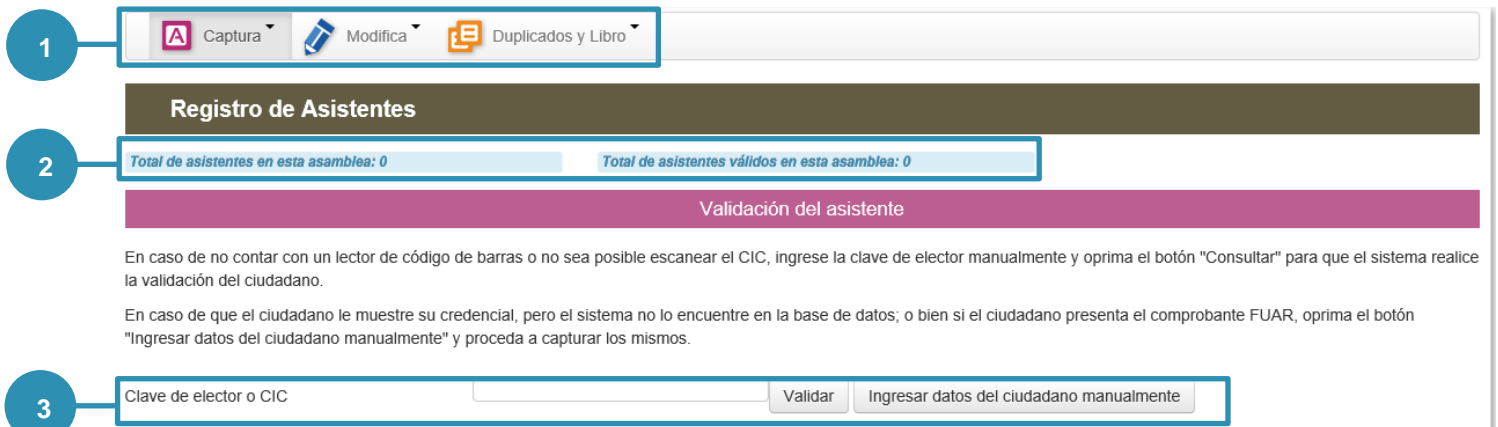 1
A Captura Modifica Duplicados y Libro
Registro de Asistentes
2
Total de asistentes en esta asamblea: 0 Total de asistentes válidos en esta asamblea: 0
Validación del asistente
En caso de no contar con un lector de código de barras o no sea posible escanear el CIC, ingrese la clave de elector manualmente y oprima el botón "Consultar" para que el sistema realice
la validación del ciudadano.
En caso de que el ciudadano le muestre su credencial, pero el sistema no lo encuentre en la base de datos; o bien si el ciudadano presenta el comprobante FUAR, oprima el botón
"Ingresar datos del ciudadano manualmente" y proceda a capturar los mismos.
3
Clave de elector o CIC Validar Ingresar datos del ciudadano manualmente